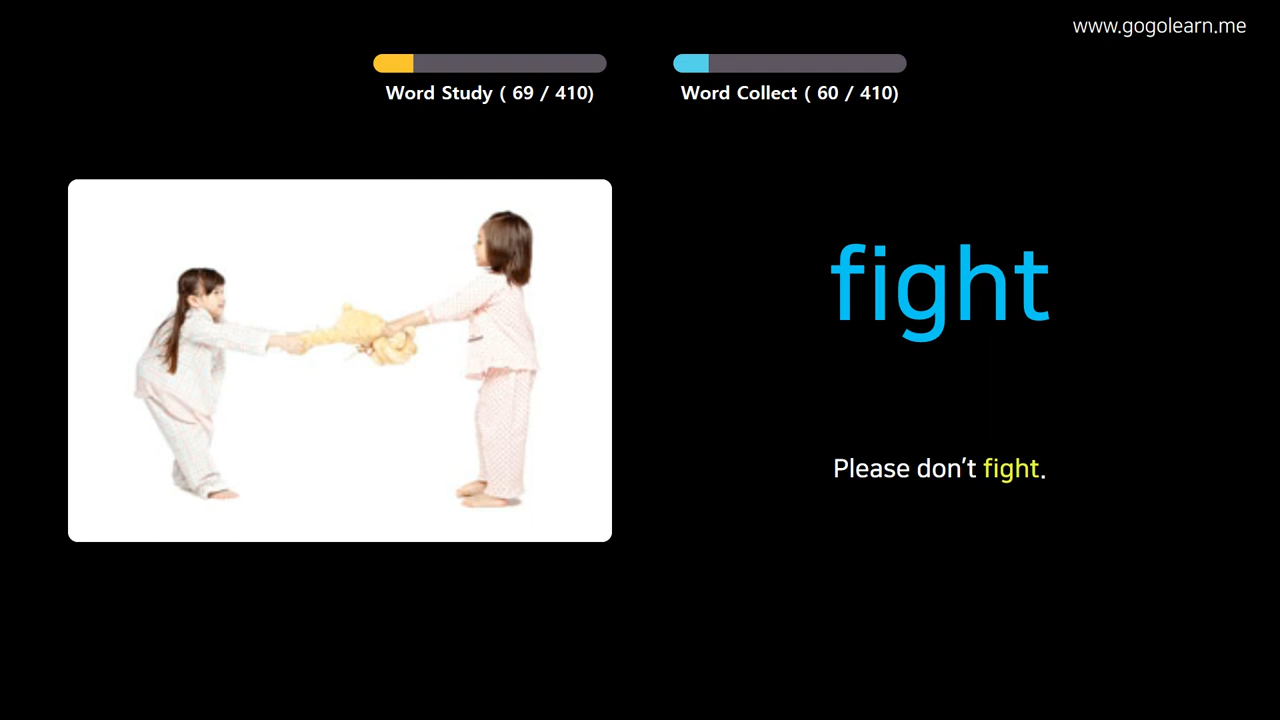 www.gogolearn.me
Word Study ( 69 / 410)
Word Collect ( 60 / 410)
fight
Please don’t fight.